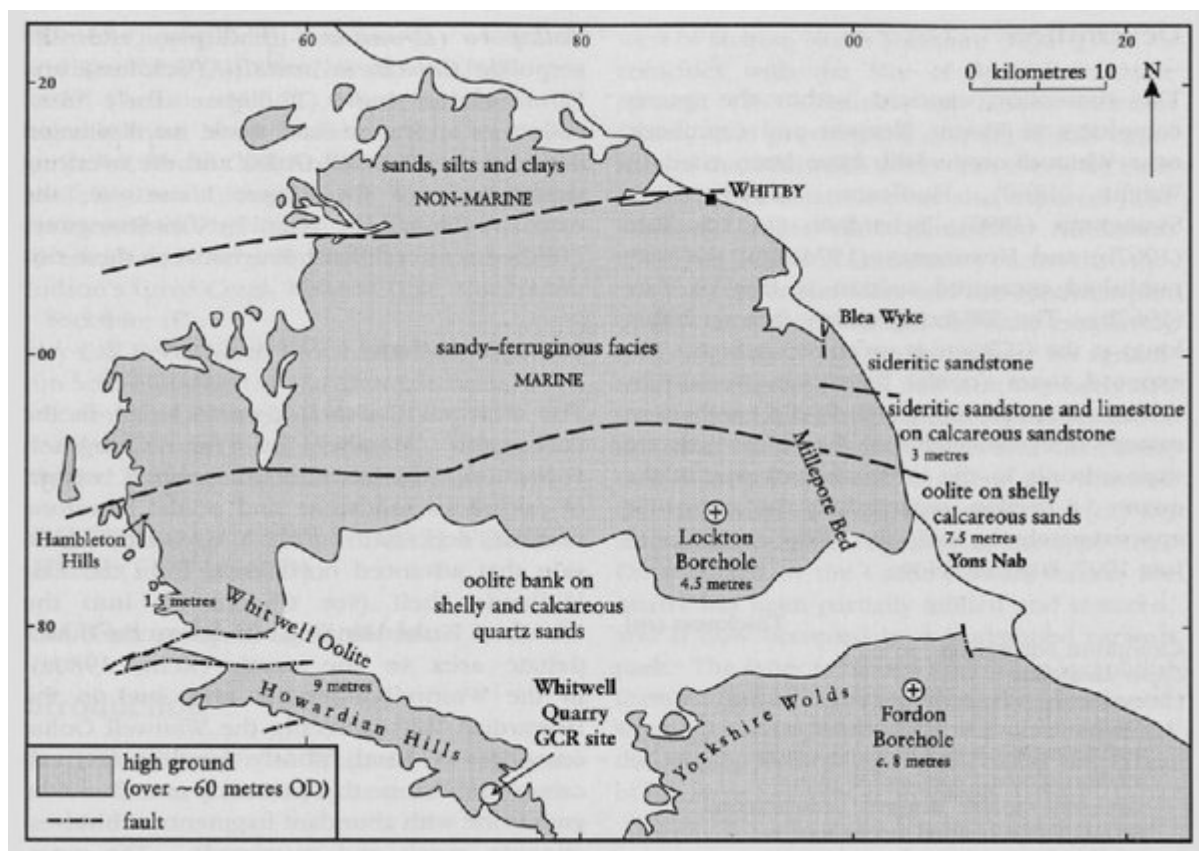 60
80
00
20
0 kilometres 10
N
20
sands, silts and clays
NON-MARINE
WHITBY
Blea Wyke
00
sandy–ferruginous facies
MARINE
sideritic sandstone
sideritic sandstone and limestone
on calcareous sandstone
3 metres
Millepore Bed
oolite on shelly
calcareous sands
7.5 metres
Yons Nab
Hambleton
Hills
Lockton
Borehole
4.5 metres
1.5 metres
oolite bank on
shelly and calcareous
quartz sands
80
Whitwell Oolite
9 metres
Howardian Hills
Whitwell
Quarry
GCR site
Yorkshire Wolds
Fordon
Borehole
c. 8 metres
high ground
(over ~60 metres OD)
fault